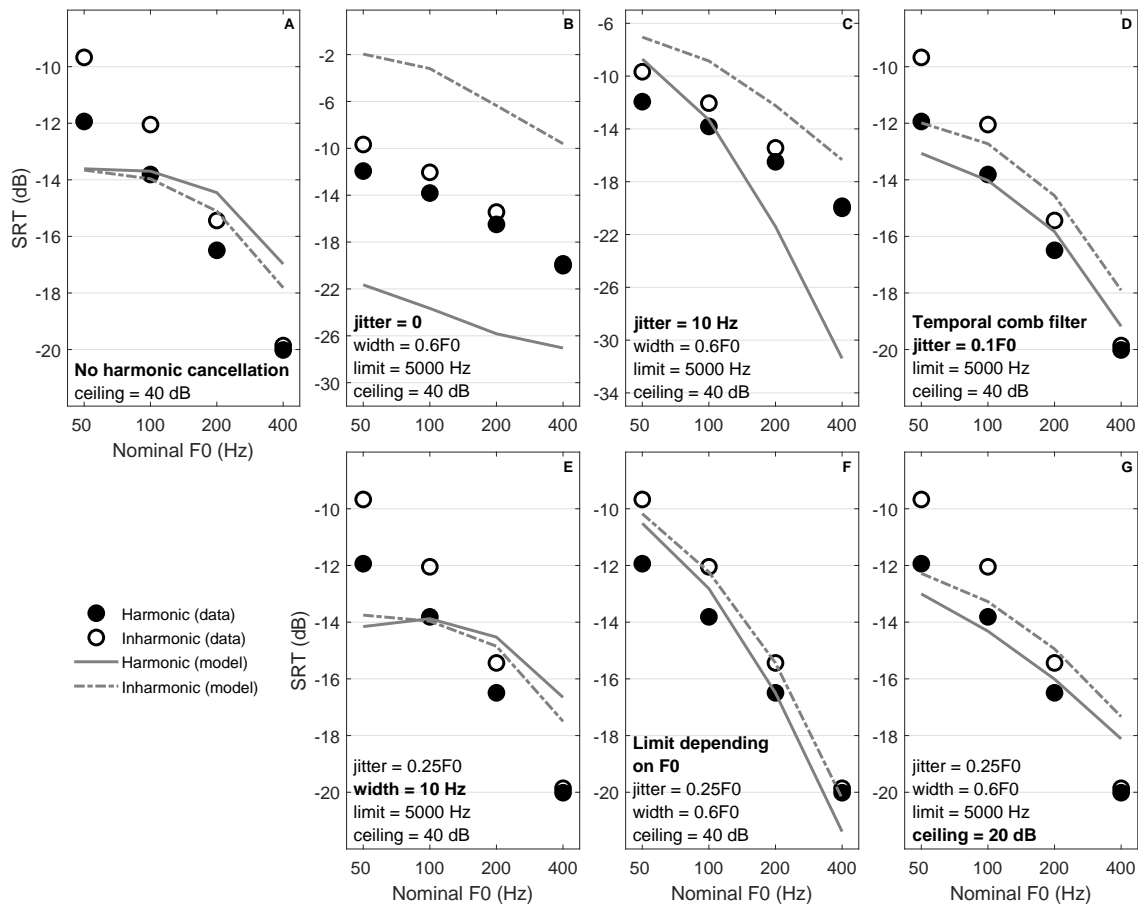 A
-10
-12
-14
-16
-18
-20
SRT (dB)
No harmonic cancellation
ceiling = 40 dB
50 100 200 400
Nominal F0 (Hz)
B
-2
-6
-10
-14
-18
-22
-26
-30
jitter = 0
width = 0.6F0
limit = 5000 Hz
ceiling = 40 dB
50 100 200 400
C
-6
-10
-14
-18
-22
-26
-30
-34
jitter = 10 Hz
width = 0.6F0
limit = 5000 Hz
ceiling = 40 dB
50 100 200 400
D
-10
-12
-14
-16
-18
-20
Temporal comb filter
jitter = 0.1F0
limit = 5000 Hz
ceiling = 40 dB
50 100 200 400
Harmonic (data)
Inharmonic (data)
Harmonic (model)
Inharmonic (model)
E
-10
-12
-14
-16
-18
-20
SRT (dB)
jitter = 0.25F0
width = 10 Hz
limit = 5000 Hz
ceiling = 40 dB
50 100 200 400
Nominal F0 (Hz)
F
-10
-12
-14
-16
-18
-20
Limit depending
on F0
jitter = 0.25F0
width = 0.6F0
ceiling = 40 dB
50 100 200 400
Nominal F0 (Hz)
G
-10
-12
-14
-16
-18
-20
jitter = 0.25F0
width = 0.6F0
limit = 5000 Hz
ceiling = 20 dB
50 100 200 400
Nominal F0 (Hz)